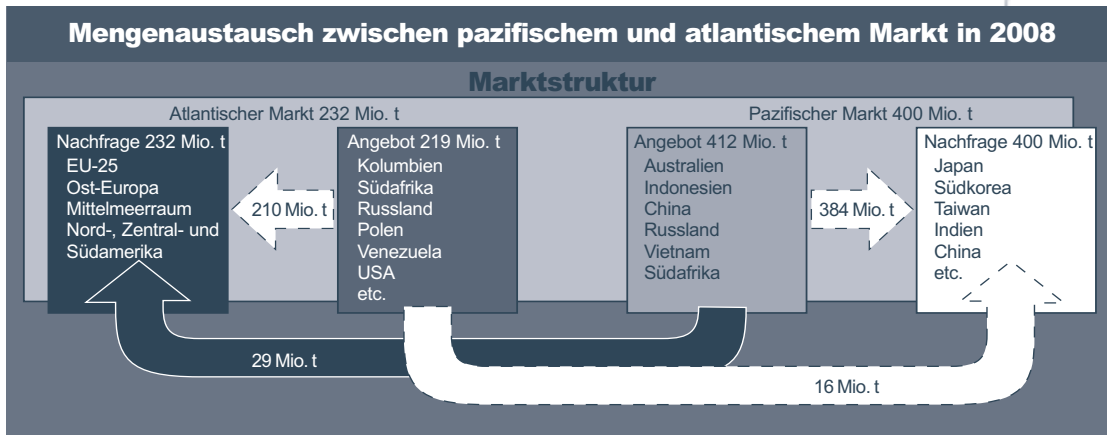 Mengenaustausch zwischen pazifischem und atlantischem Markt in 2008
Marktstruktur
Atlantischer Markt 232 Mio. t
Pazifischer Markt 400 Mio. t
Nachfrage 232 Mio. t
EU-25
Ost-Europa
Mittelmeerraum
Nord-, Zentral- und
Südamerika
210 Mio. t
Angebot 219 Mio. t
Kolumbien
Südafrika
Russland
Polen
Venezuela
USA
etc.
Angebot 412 Mio. t
Australien
Indonesien
China
Russland
Vietnam
Südafrika
384 Mio. t
Nachfrage 400 Mio. t
Japan
Südkorea
Taiwan
Indien
China
etc.
29 Mio. t
16 Mio. t